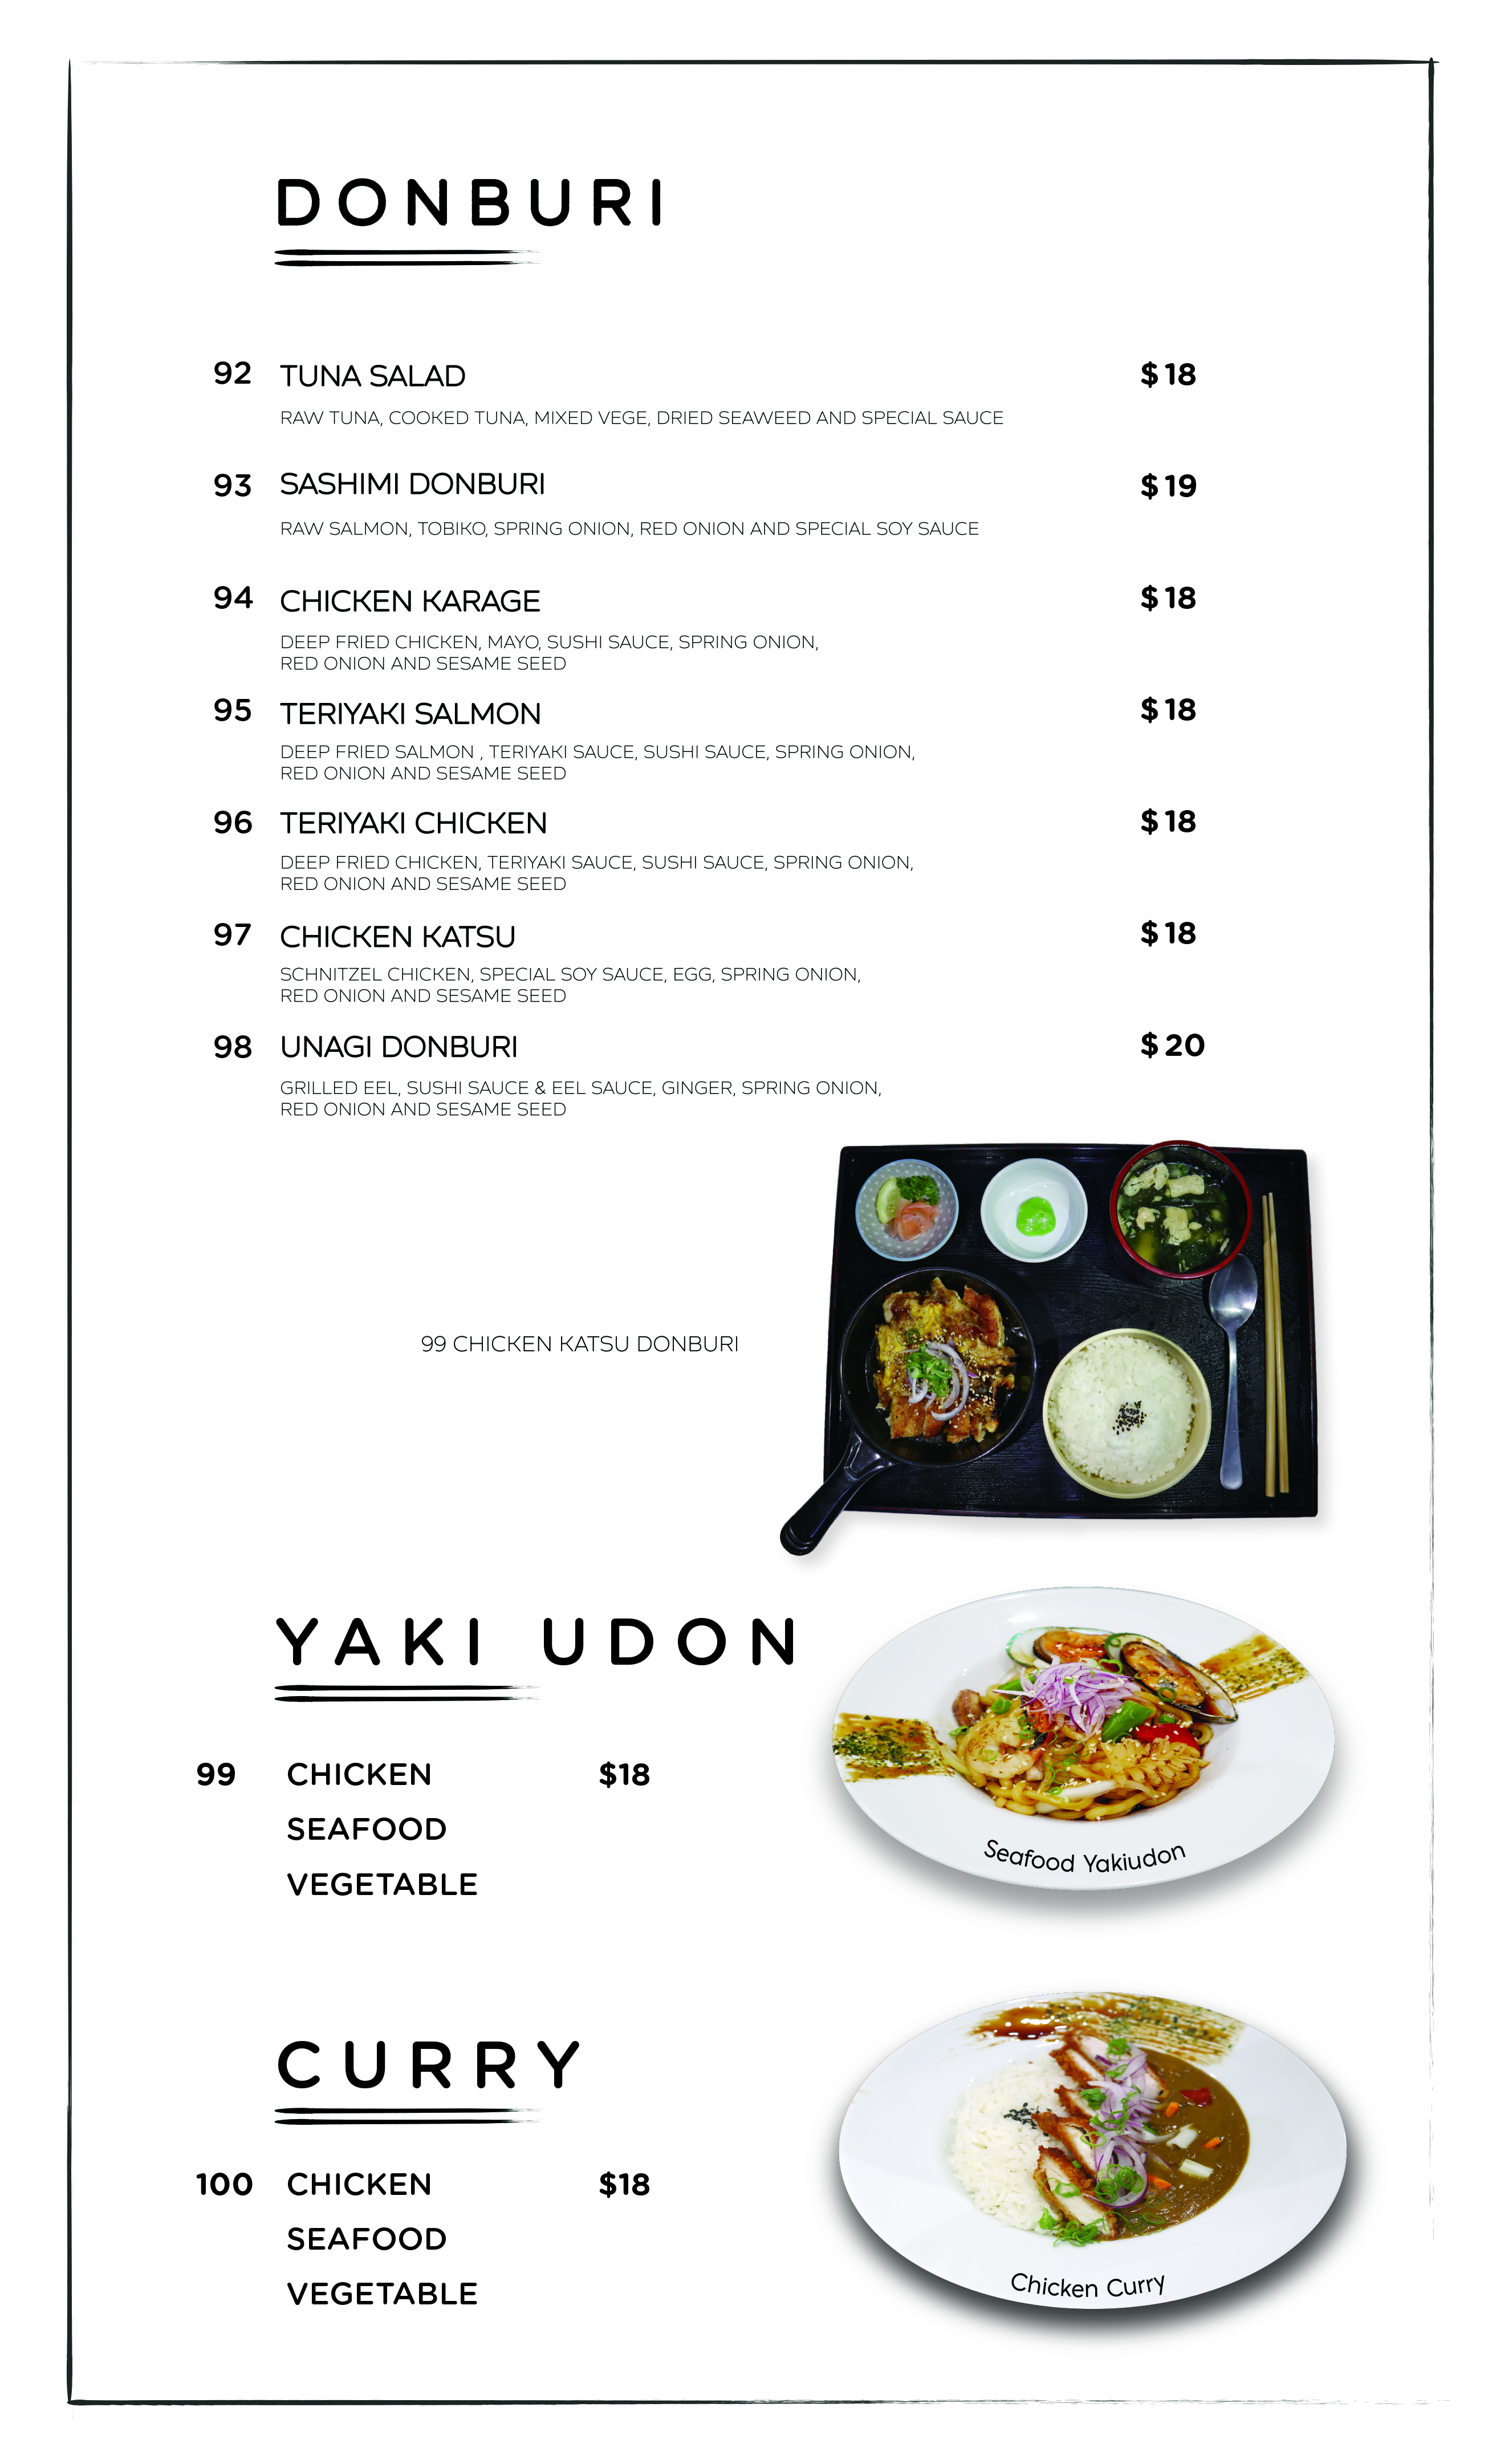 DONBURI
92 TUNA SALAD $18
RAW TUNA, COOKED TUNA, MIXED VEGE, DRIED SEAWEED AND SPECIAL SAUCE
93 SASHIMI DONBURI $19
RAW SALMON, TOBIKO, SPRING ONION, RED ONION AND SPECIAL SOY SAUCE
94 CHICKEN KARAGE $18
DEEP FRIED CHICKEN, MAYO, SUSHI SAUCE, SPRING ONION,
RED ONION AND SESAME SEED
95 TERIYAKI SALMON $18
DEEP FRIED SALMON , TERIYAKI SAUCE, SUSHI SAUCE, SPRING ONION,
RED ONION AND SESAME SEED
96 TERIYAKI CHICKEN $18
DEEP FRIED CHICKEN, TERIYAKI SAUCE, SUSHI SAUCE, SPRING ONION,
RED ONION AND SESAME SEED
97 CHICKEN KATSU $18
SCHNITZEL CHICKEN, SPECIAL SOY SAUCE, EGG, SPRING ONION,
RED ONION AND SESAME SEED
98 UNAGI DONBURI $20
GRILLED EEL, SUSHI SAUCE & EEL SAUCE, GINGER, SPRING ONION,
RED ONION AND SESAME SEED
99 CHICKEN KATSU DONBURI
YAKI UDON
99 CHICKEN $18
SEAFOOD
VEGETABLE
Seafood Yakiudon
CURRY
100 CHICKEN $18
SEAFOOD
VEGETABLE
Chicken Curry